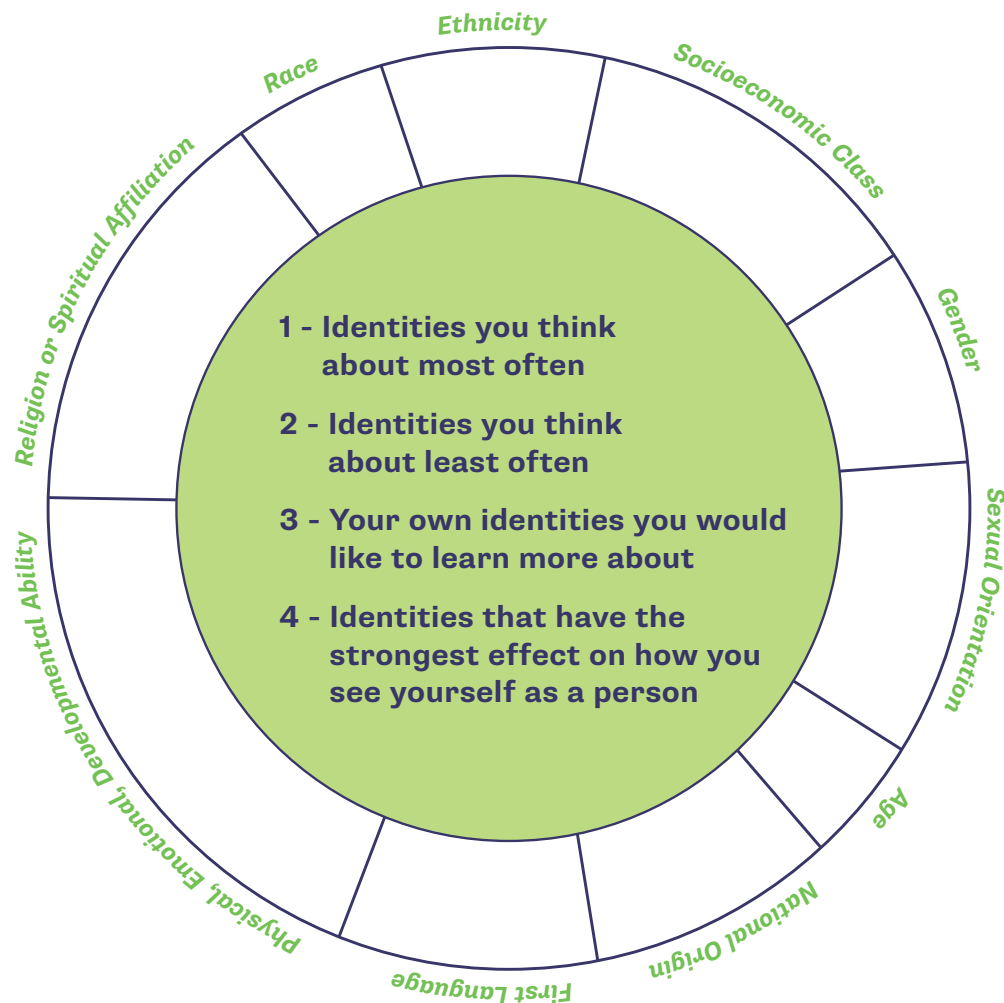 Ethnicity
Socioeconomic Class
Gender
Sexual Orientation
Age
National Origin
First Language
Physical, Emotional, Developmental Ability
Religion or Spiritual Affiliation
Race
1 - Identities you think
about most often
2 - Identities you think
about least often
3 - Your own identities you would
like to learn more about
4 - Identities that have the
strongest effect on how you
see yourself as a person